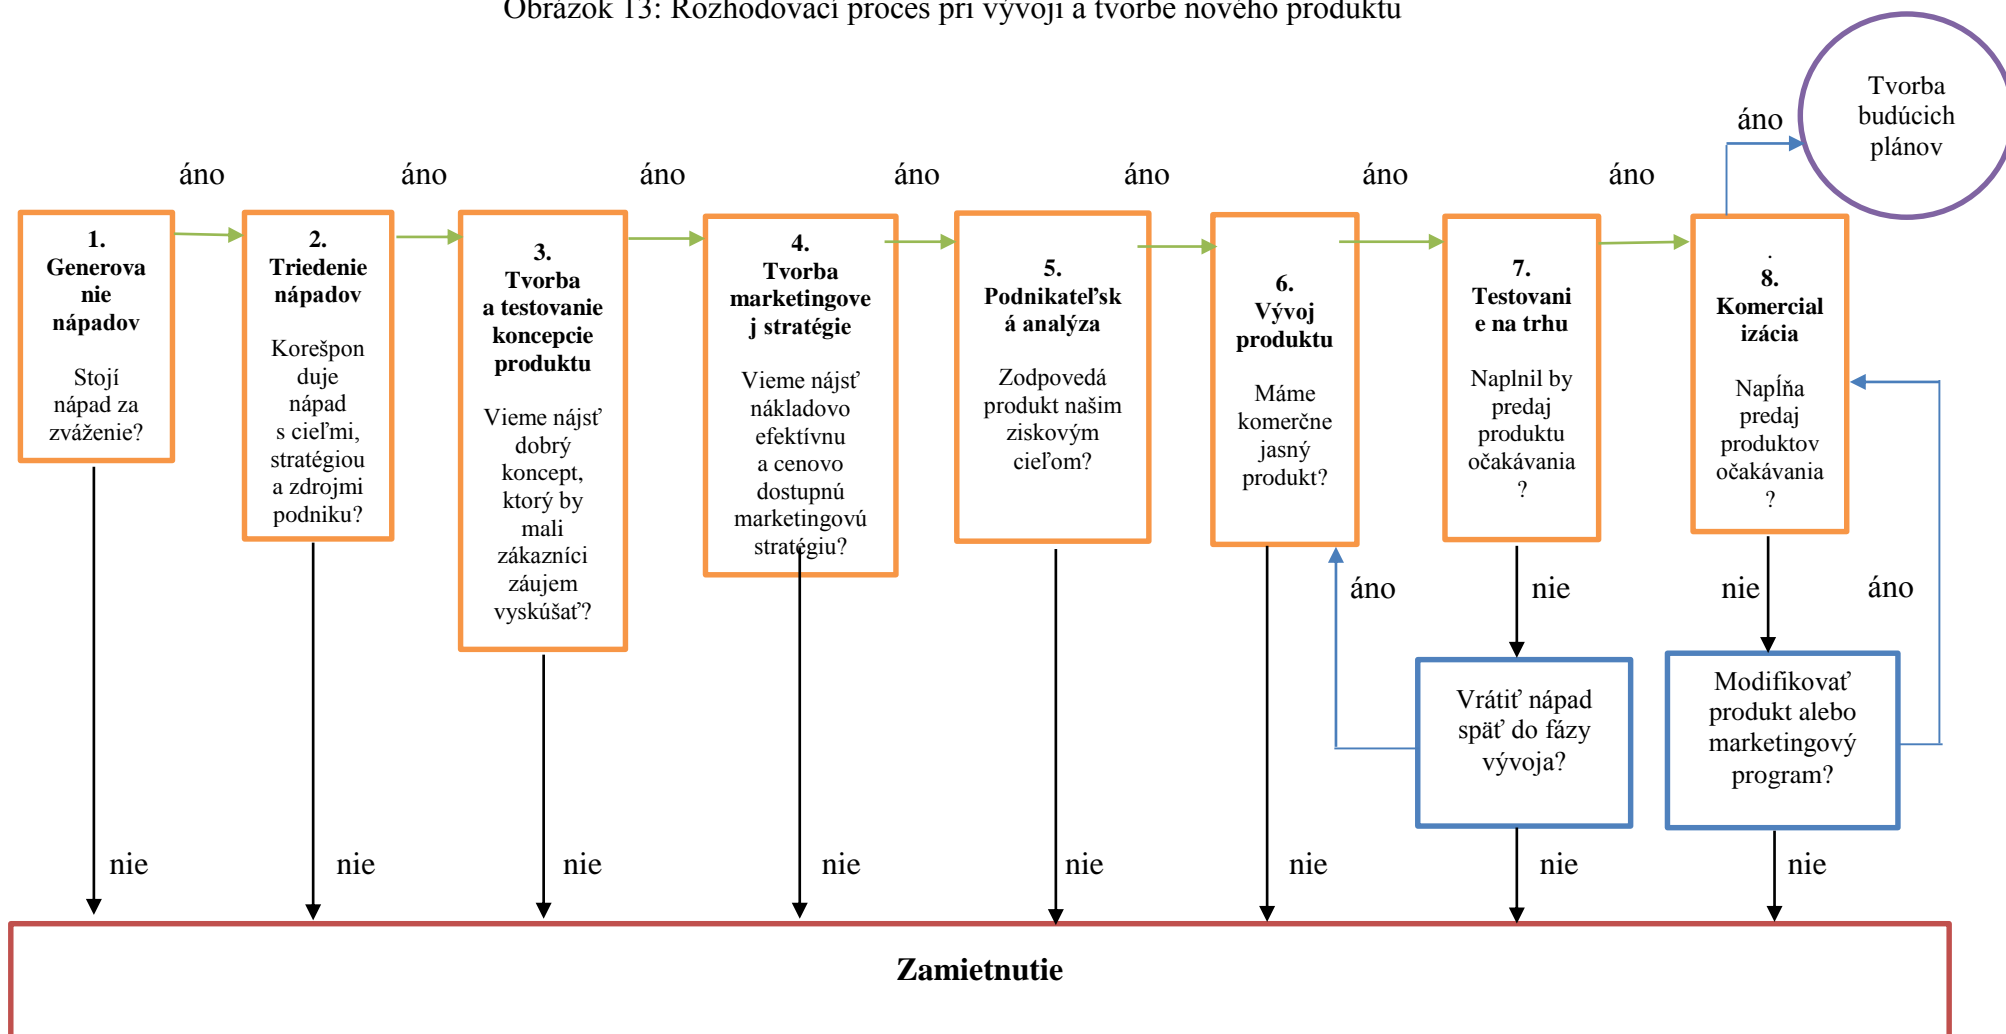 Obrázok 13: Rozhodovací proces pri vývoji a tvorbe nového produktu
Tvorba
budúcich
plánov
áno
áno
áno
áno
áno
áno
áno
áno
1.
Generova
nie
nápadov
Stojí
nápad za
zváženie?
2.
Triedenie
nápadov
Korešpon
duje
nápad
s cieľmi,
stratégiou
a zdrojmi
podniku?
3.
Tvorba
a testovanie
koncepcie
produktu
Vieme nájsť
dobrý
koncept,
ktorý by
mali
zákazníci
záujem
vyskúšať?
4.
Tvorba
marketingove
j stratégie
Vieme nájsť
nákladovo
efektívnu
a cenovo
dostupnú
marketingovú
stratégiu?
5.
Podnikateľsk
á analýza
Zodpovedá
produkt našim
ziskovým
cieľom?
6.
Vývoj
produktu
Máme
komerčne
jasný
produkt?
7.
Testovani
e na trhu
Naplnil by
predaj
produktu
očakávania
?
.
8.
Komercial
izácia
Napĺňa
predaj
produktov
očakávania
?
áno
nie
nie
áno
Vrátiť nápad
späť do fázy
vývoja?
Modifikovať
produkt alebo
marketingový
program?
nie
nie
nie
nie
nie
nie
nie
nie
Zamietnutie